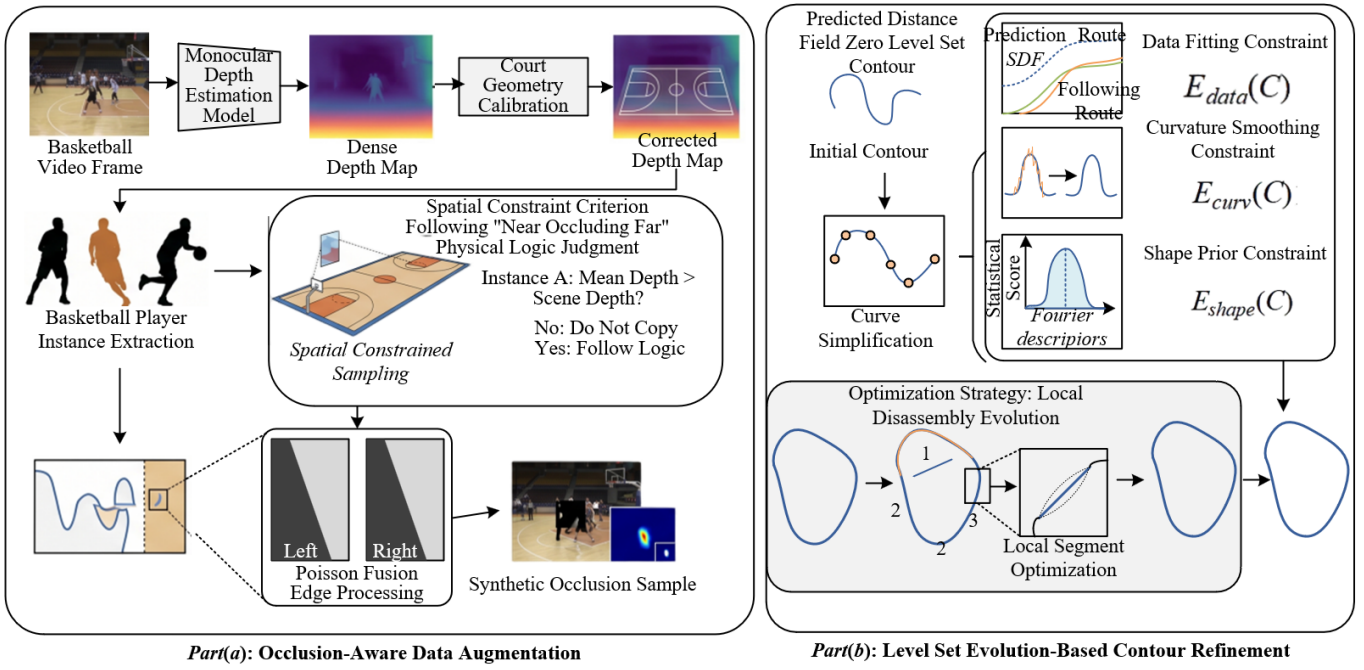 Basketball
Video Frame
Monocular
Depth
Estimation
Model
Dense
Depth Map
Court
Geometry
Calibration
Corrected
Depth Map
Basketball Player
Instance Extraction
Spatial Constraint Criterion
Following "Near Occluding Far"
Physical Logic Judgment
Instance A: Mean Depth >
Scene Depth?
No: Do Not Copy
Yes: Follow Logic
Spatial Constrained
Sampling
Left
Right
Poisson Fusion
Edge Processing
Synthetic Occlusion Sample
Part(a): Occlusion-Aware Data Augmentation
Predicted Distance
Field Zero Level Set
Contour
Initial Contour
Curve
Simplification
Prediction
SDF
Route
Following
Route
Data Fitting Constraint
E_data(C)
Curvature Smoothing
Constraint
E_curv(C)
Statistical
Score
Fourier
descripiors
Shape Prior Constraint
E_shape(C)
Optimization Strategy: Local
Disassembly Evolution
1
2
3
2
Local Segment
Optimization
Part(b): Level Set Evolution-Based Contour Refinement